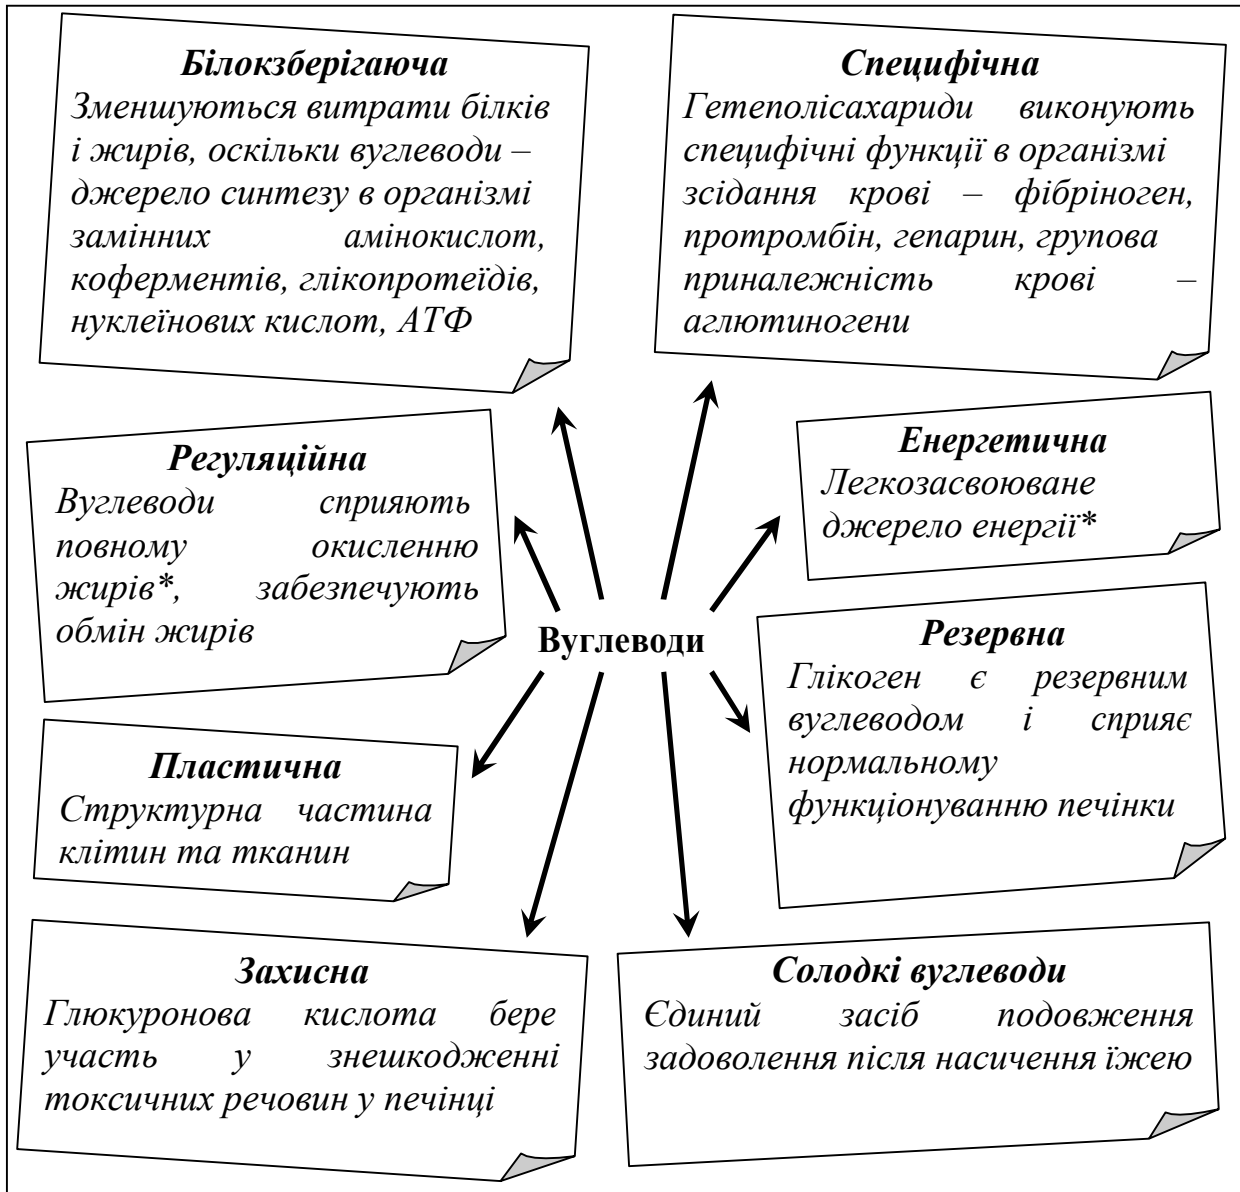 Білокзберігаюча
Зменшуються витрати білків
і жирів, оскільки вуглеводи –
джерело синтезу в організмі
замінних амінокислот,
коферментів, глікопротеїдів,
нуклеїнових кислот, АТФ
Специфічна
Гетеполісахариди виконують
специфічні функції в організмі
зсідання крові – фібріноген,
протромбін, гепарин, групова
приналежність крові –
аглютиногени
Регуляційна
Вуглеводи сприяють
повному окисленню
жирів*, забезпечують
обмін жирів
Енергетична
Легкозасвоюване
джерело енергії*
Вуглеводи
Резервна
Глікоген є резервним
вуглеводом і сприяє
нормальному
функціонуванню печінки
Пластична
Структурна частина
клітин та тканин
Захисна
Глюкуронова кислота бере
участь у знешкодженні
токсичних речовин у печінці
Солодкі вуглеводи
Єдиний засіб подовження
задоволення після насичення їжею